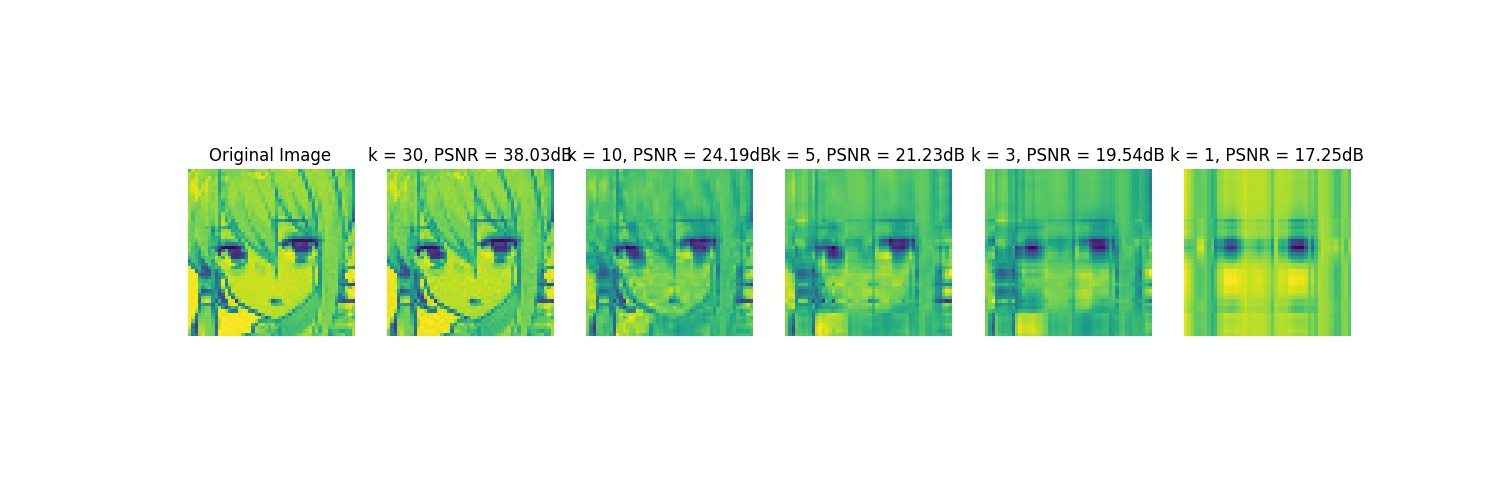 Original Image
k = 30, PSNR = 38.03dB
k = 10, PSNR = 24.19dB
k = 5, PSNR = 21.23dB
k = 3, PSNR = 19.54dB
k = 1, PSNR = 17.25dB